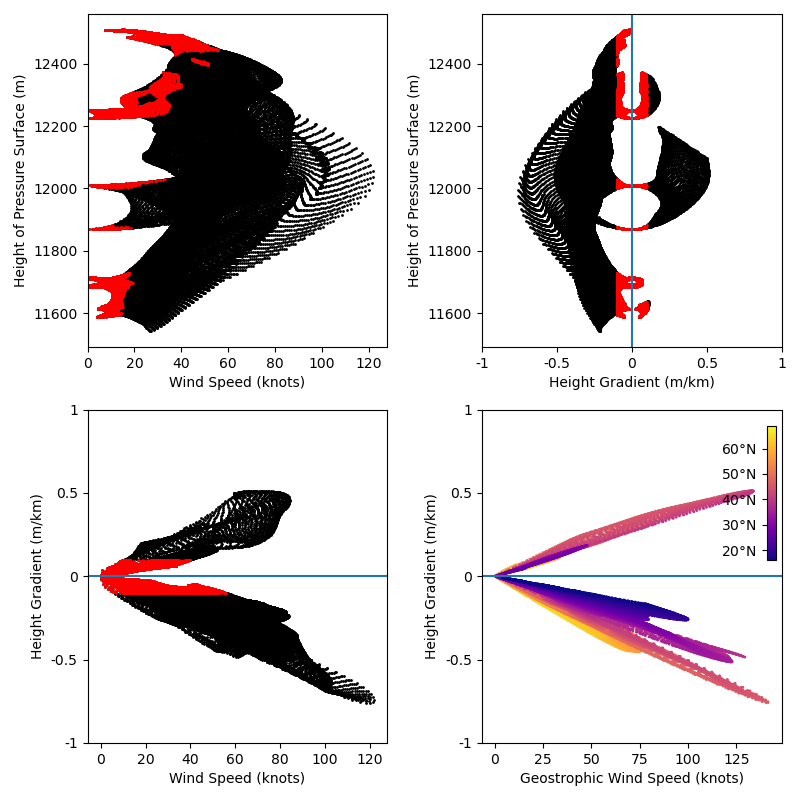 Height of Pressure Surface (m)
12400
12200
12000
11800
11600
0 20 40 60 80 100 120
Wind Speed (knots)
Height of Pressure Surface (m)
12400
12200
12000
11800
11600
-1 -0.5 0 0.5 1
Height Gradient (m/km)
Height Gradient (m/km)
1
0.5
0
-0.5
-1
0 20 40 60 80 100 120
Wind Speed (knots)
Height Gradient (m/km)
1
0.5
0
-0.5
-1
60°N
50°N
40°N
30°N
20°N
0 25 50 75 100 125
Geostrophic Wind Speed (knots)